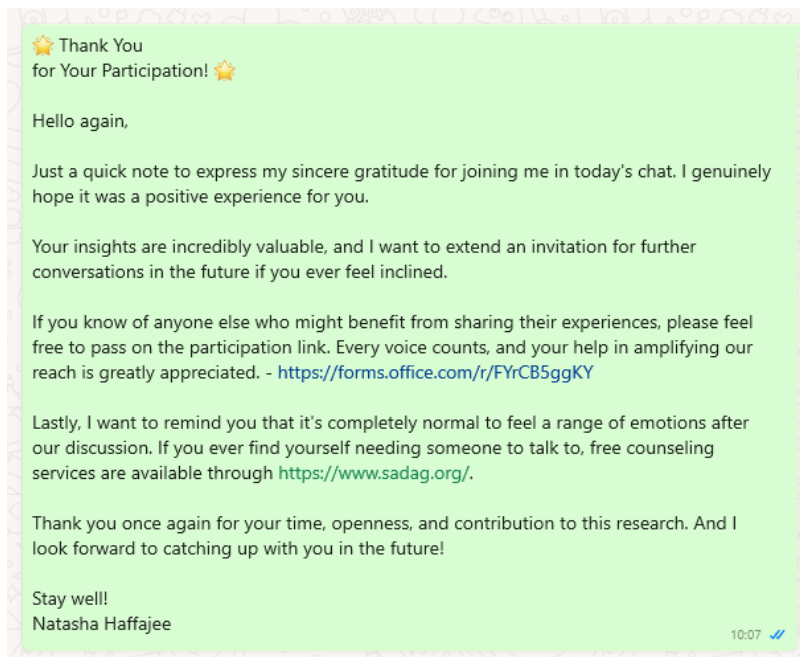 🌟 Thank You
for Your Participation! 🌟
Hello again,
Just a quick note to express my sincere gratitude for joining me in today's chat. I genuinely
hope it was a positive experience for you.
Your insights are incredibly valuable, and I want to extend an invitation for further
conversations in the future if you ever feel inclined.
If you know of anyone else who might benefit from sharing their experiences, please feel
free to pass on the participation link. Every voice counts, and your help in amplifying our
reach is greatly appreciated. - https://forms.office.com/r/FYrCB5ggKY
Lastly, I want to remind you that it's completely normal to feel a range of emotions after
our discussion. If you ever find yourself needing someone to talk to, free counseling
services are available through https://www.sadag.org/.
Thank you once again for your time, openness, and contribution to this research. And I
look forward to catching up with you in the future!
Stay well!
Natasha Haffajee
10:07